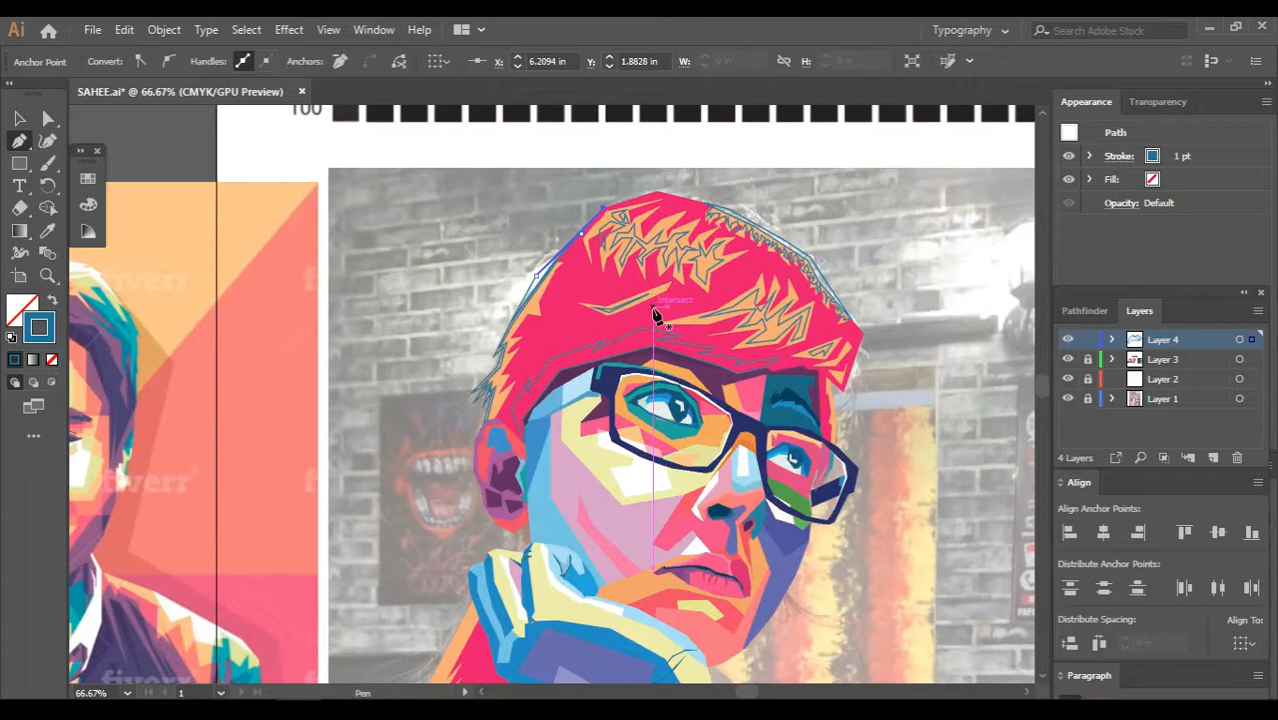 Ai File Edit Object Type Select Effect View Window Help Typography Search Adobe Stock
Anchor Point Convert: Handles: Anchors: X: 6.2094 in Y: 1.8828 in W: H:
SAHEE.ai* @ 66.67% (CMYK/GPU Preview)
100
Appearance Transparency
Path
Stroke: 1 pt
Fill:
Opacity: Default
intersect
fiverr
fiverr
Pathfinder Layers
Layer 4
Layer 3
Layer 2
Layer 1
4 Layers
Align
Align Anchor Points:
Distribute Anchor Points:
Distribute Spacing: Align To:
Paragraph
66.67% 1 Pen